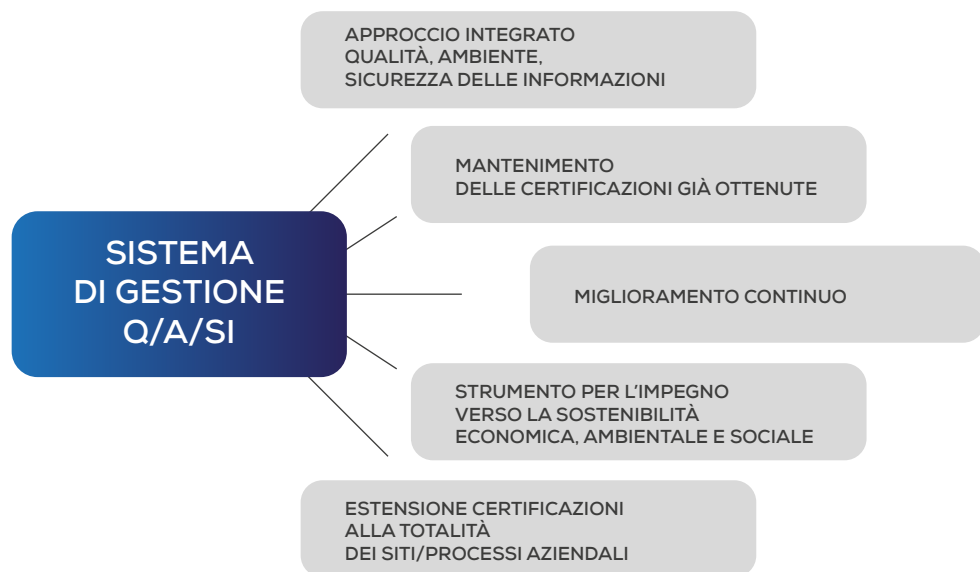 APPROCCIO INTEGRATO
QUALITÀ, AMBIENTE,
SICUREZZA DELLE INFORMAZIONI
MANTENIMENTO
DELLE CERTIFICAZIONI GIÀ OTTENUTE
SISTEMA
DI GESTIONE
Q/A/SI
MIGLIORAMENTO CONTINUO
STRUMENTO PER L'IMPEGNO
VERSO LA SOSTENIBILITÀ
ECONOMICA, AMBIENTALE E SOCIALE
ESTENSIONE CERTIFICAZIONI
ALLA TOTALITÀ
DEI SITI/PROCESSI AZIENDALI